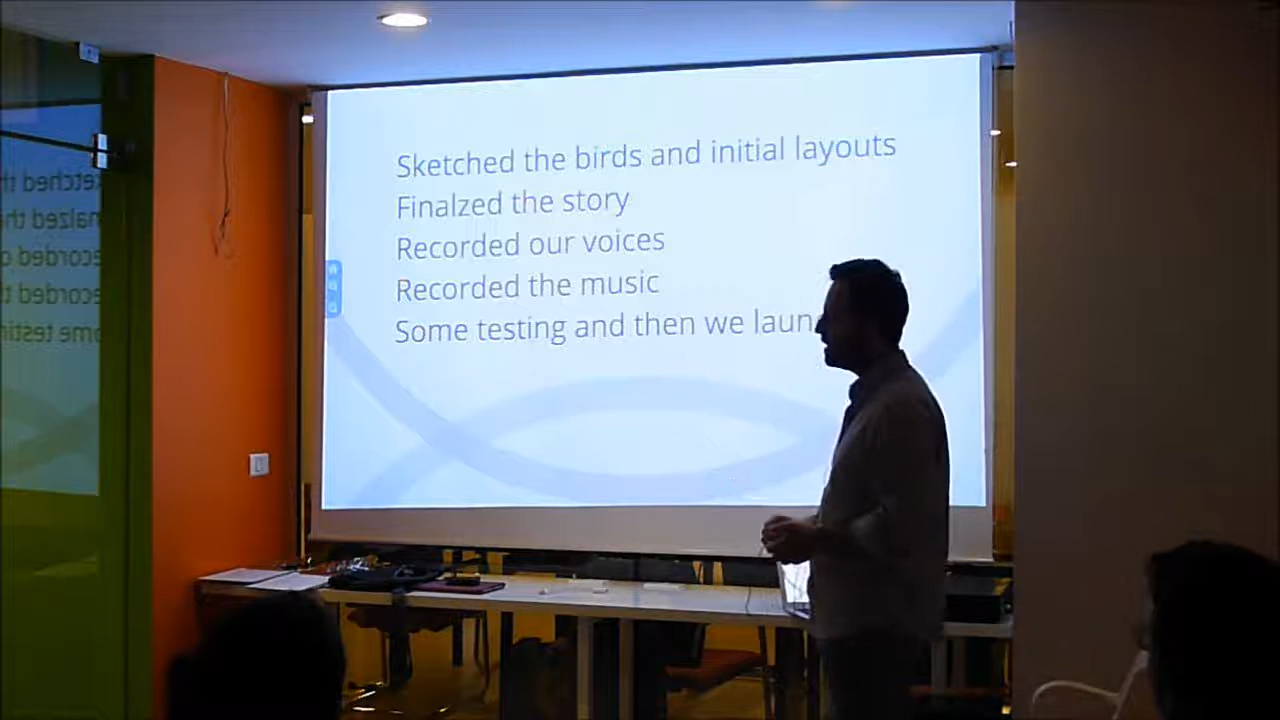 Sketched the birds and initial layouts
Finalzed the story
Recorded our voices
Recorded the music
Some testing and then we